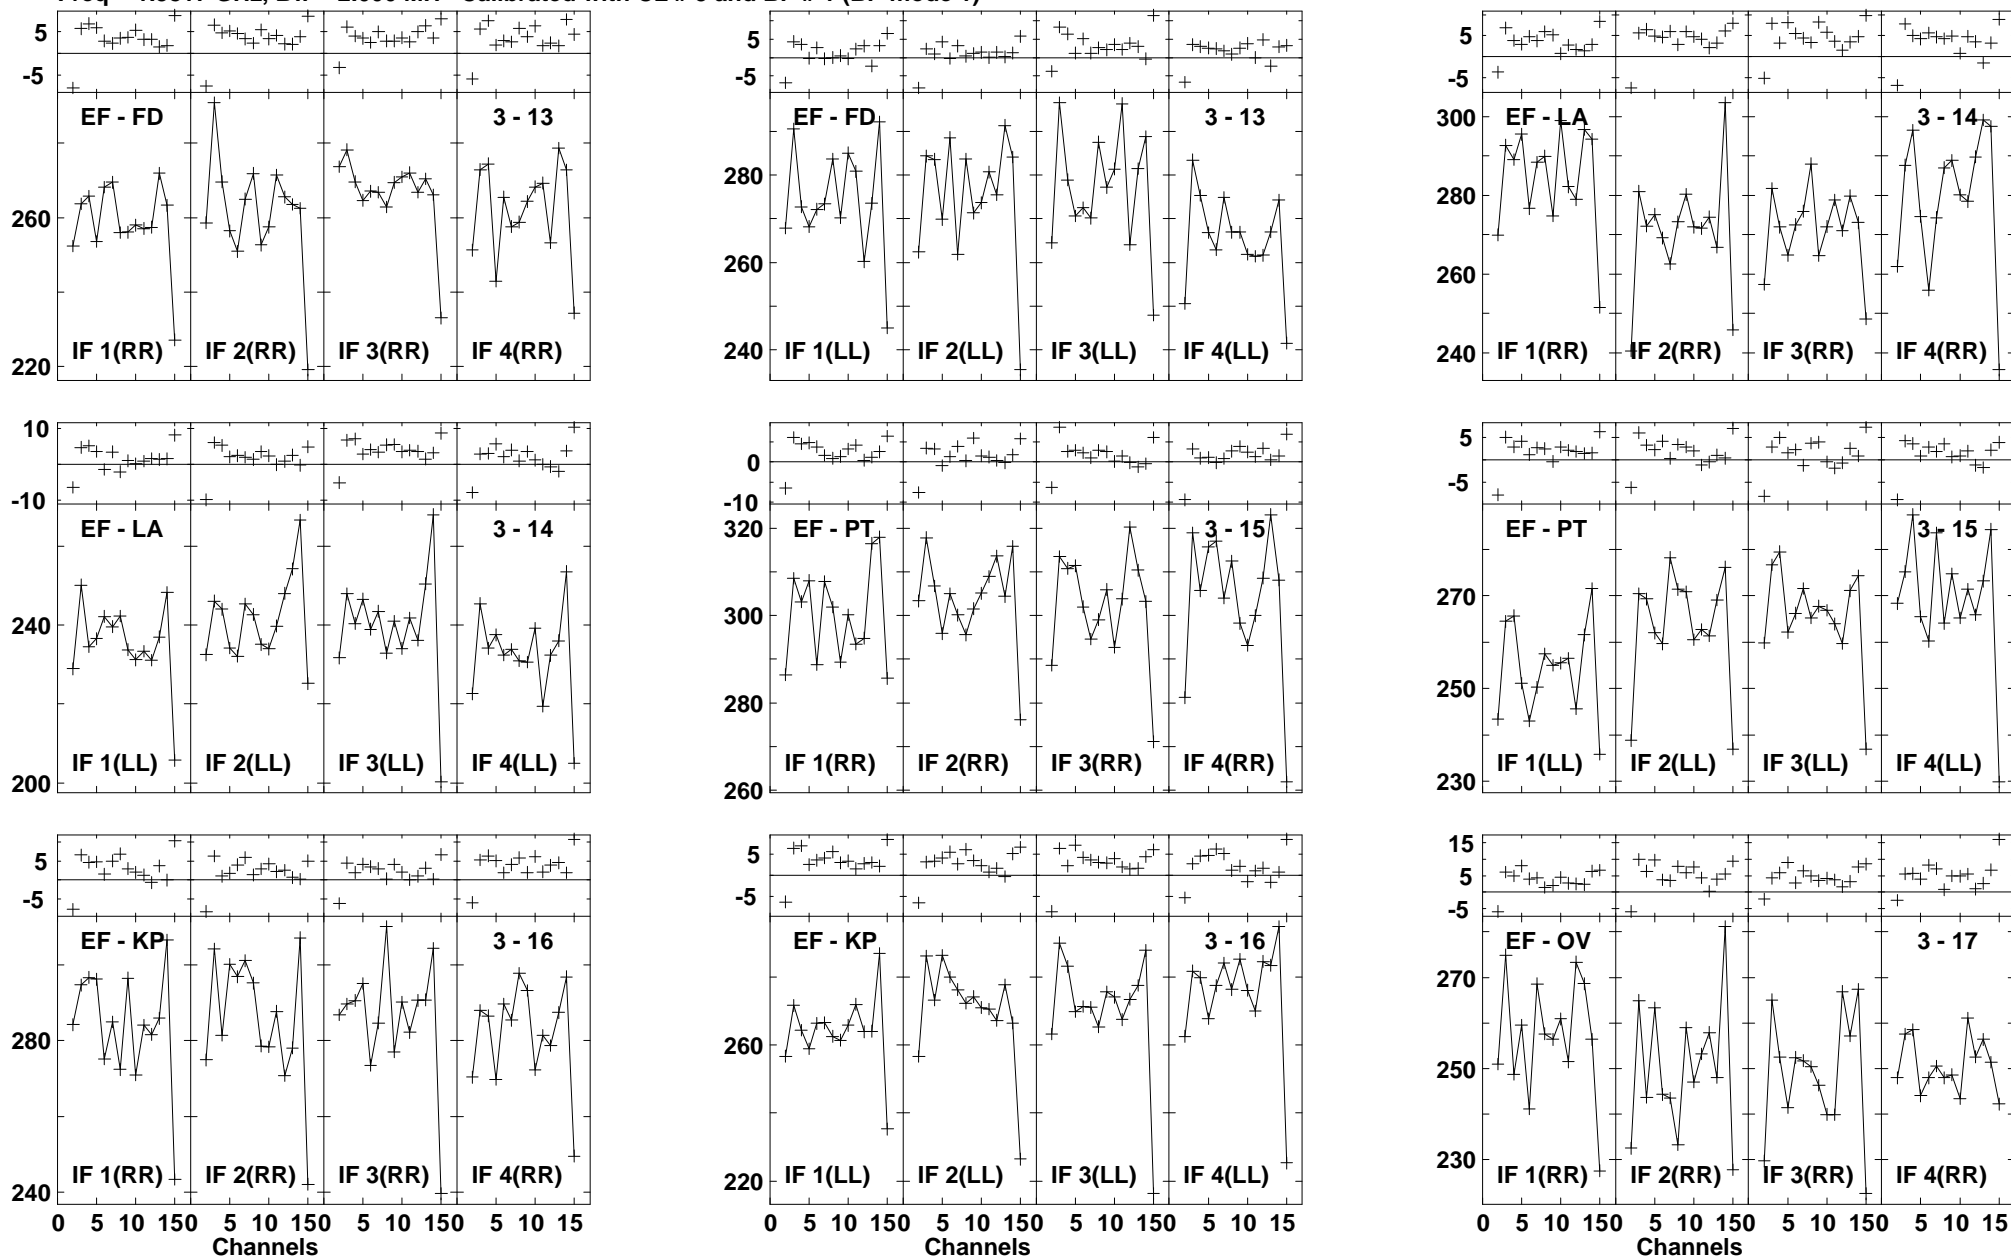 5
-5
EF - FD
3 - 13
260
220
IF 1(RR) IF 2(RR) IF 3(RR) IF 4(RR)
5
-5
EF - FD
3 - 13
280
260
240
IF 1(LL) IF 2(LL) IF 3(LL) IF 4(LL)
5
-5
EF - LA
3 - 14
300
280
260
240
IF 1(RR) IF 2(RR) IF 3(RR) IF 4(RR)
10
-10
EF - LA
3 - 14
240
200
IF 1(LL) IF 2(LL) IF 3(LL) IF 4(LL)
0
-10
EF - PT
3 - 15
320
300
280
260
IF 1(RR) IF 2(RR) IF 3(RR) IF 4(RR)
5
-5
EF - PT
3 - 15
270
250
230
IF 1(LL) IF 2(LL) IF 3(LL) IF 4(LL)
5
-5
EF - KP
3 - 16
280
240
IF 1(RR) IF 2(RR) IF 3(RR) IF 4(RR)
0 5 10 150 5 10 150 5 10 150 5 10 15
Channels
5
-5
EF - KP
3 - 16
260
220
IF 1(LL) IF 2(LL) IF 3(LL) IF 4(LL)
0 5 10 150 5 10 150 5 10 150 5 10 15
Channels
15
5
-5
EF - OV
3 - 17
270
250
230
IF 1(RR) IF 2(RR) IF 3(RR) IF 4(RR)
0 5 10 150 5 10 150 5 10 150 5 10 15
Channels